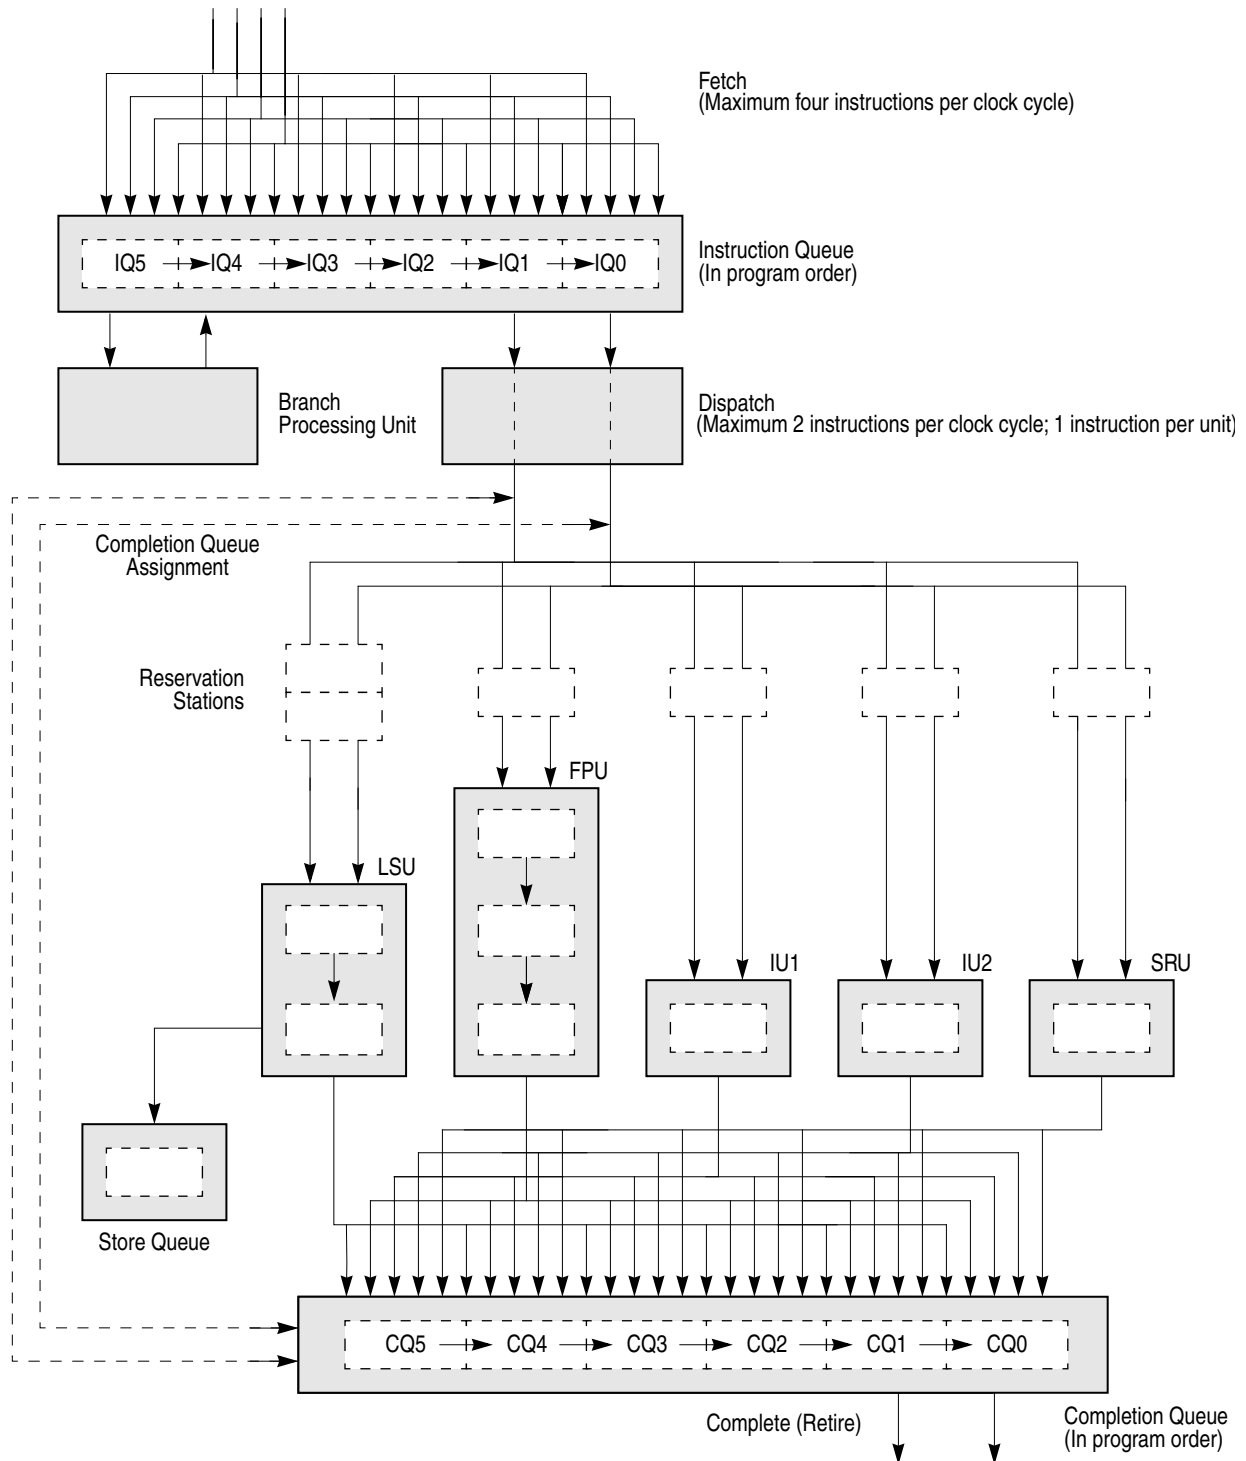 Fetch
(Maximum four instructions per clock cycle)
IQ5 IQ4 IQ3 IQ2 IQ1 IQ0
Instruction Queue
(In program order)
Branch
Processing Unit
Dispatch
(Maximum 2 instructions per clock cycle; 1 instruction per unit)
Completion Queue
Assignment
Reservation
Stations
FPU
LSU
IU1
IU2
SRU
Store Queue
CQ5 CQ4 CQ3 CQ2 CQ1 CQ0
Complete (Retire)
Completion Queue
(In program order)